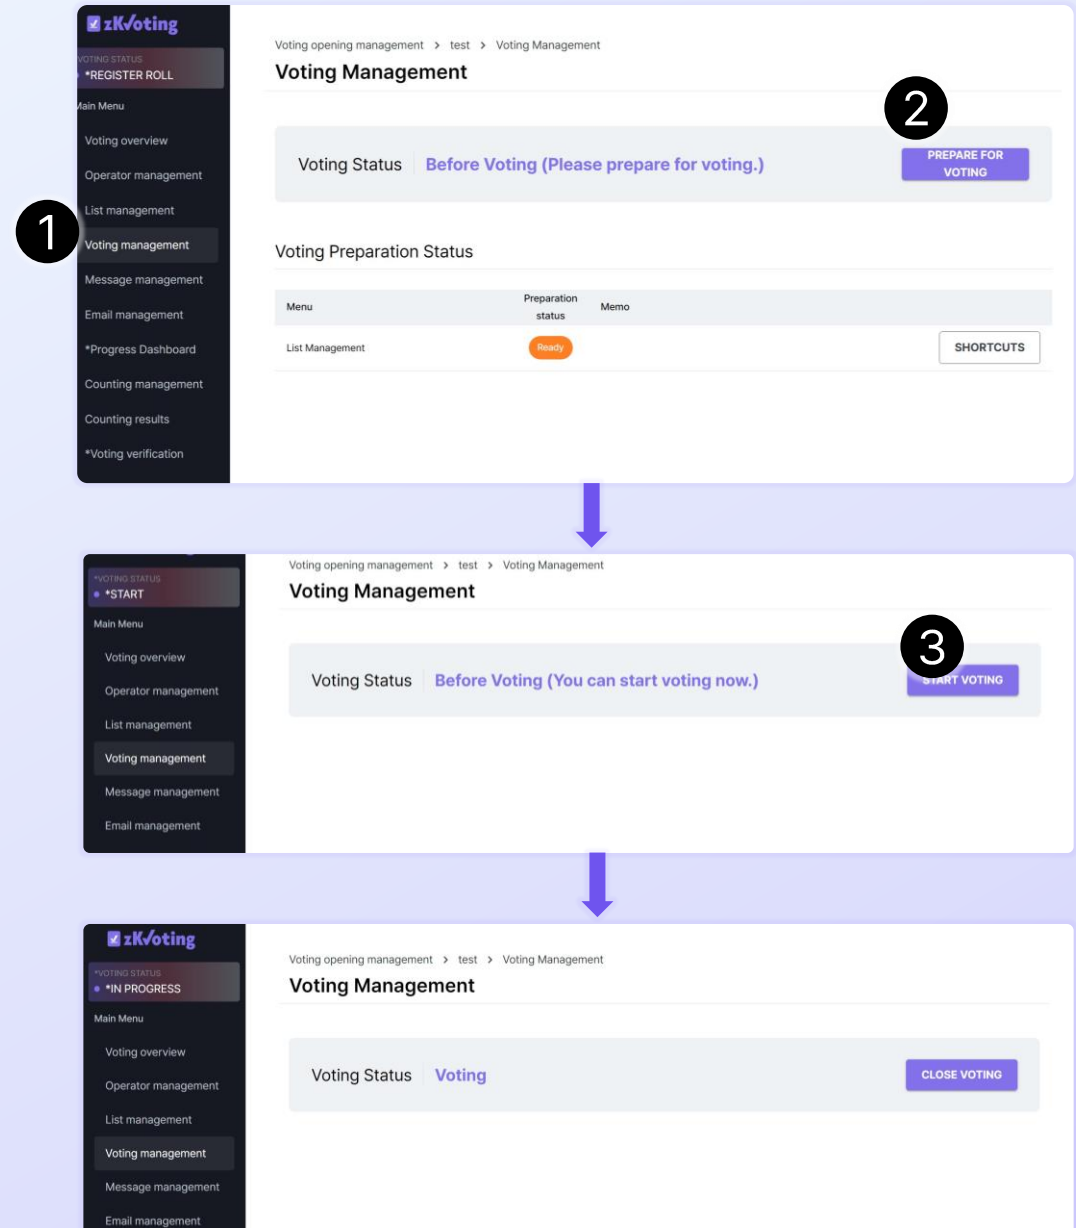 zKVoting
VOTING STATUS
*REGISTER ROLL
Main Menu
Voting overview
Operator management
List management
1
Voting management
Message management
Email management
*Progress Dashboard
Counting management
Counting results
*Voting verification
Voting opening management > test > Voting Management
Voting Management
2
Voting Status Before Voting (Please prepare for voting.)
PREPARE FOR
VOTING
Voting Preparation Status
Menu Preparation status Memo
List Management Ready SHORTCUTS
*VOTING STATUS
*START
Main Menu
Voting overview
Operator management
List management
Voting management
Message management
Email management
Voting opening management > test > Voting Management
Voting Management
3
Voting Status Before Voting (You can start voting now.)
START VOTING
zKVoting
*VOTING STATUS
*IN PROGRESS
Main Menu
Voting overview
Operator management
List management
Voting management
Message management
Email management
Voting opening management > test > Voting Management
Voting Management
Voting Status Voting
CLOSE VOTING